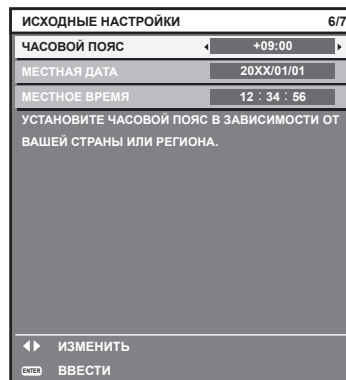 ИСХОДНЫЕ НАСТРОЙКИ 6/7
ЧАСОВОЙ ПОЯС +09:00
МЕСТНАЯ ДАТА 20XX/01/01
МЕСТНОЕ ВРЕМЯ 12 : 34 : 56
УСТАНОВИТЕ ЧАСОВОЙ ПОЯС В ЗАВИСИМОСТИ ОТ
ВАШЕЙ СТРАНЫ ИЛИ РЕГИОНА.
ИЗМЕНИТЬ
ENTER ВВЕСТИ